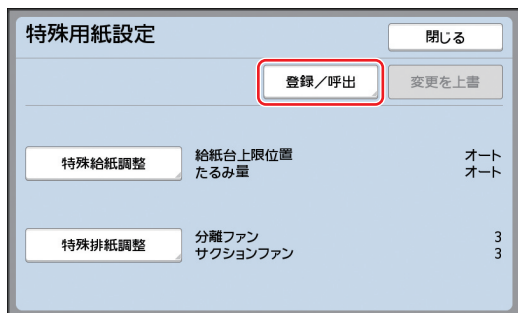 特殊用紙設定 閉じる
登録／呼出 変更を上書
特殊給紙調整 給紙台上限位置 オート
たるみ量 オート
特殊排紙調整 分離ファン 3
サクションファン 3